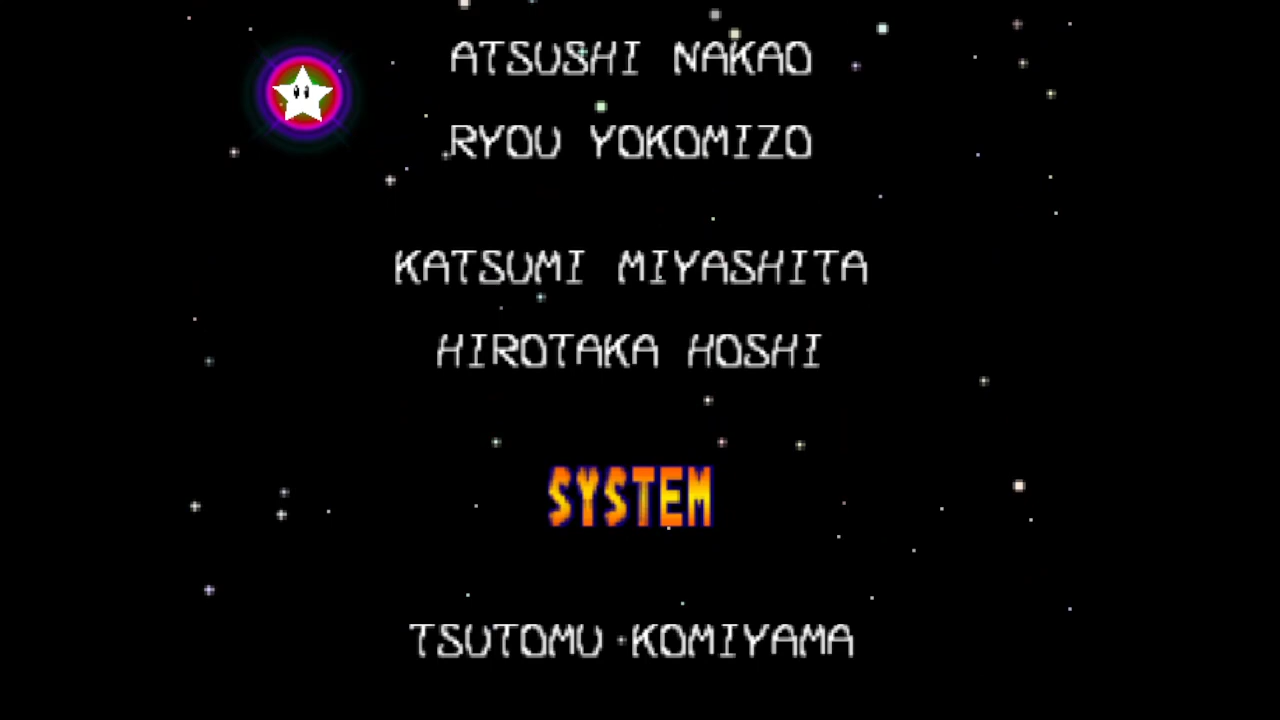 ATSUSHI NAKAO
RYOU YOKOMIZO
KATSUMI MIYASHITA
HIROTAKA HOSHI
SYSTEM
TSUTOMU KOMIYAMA